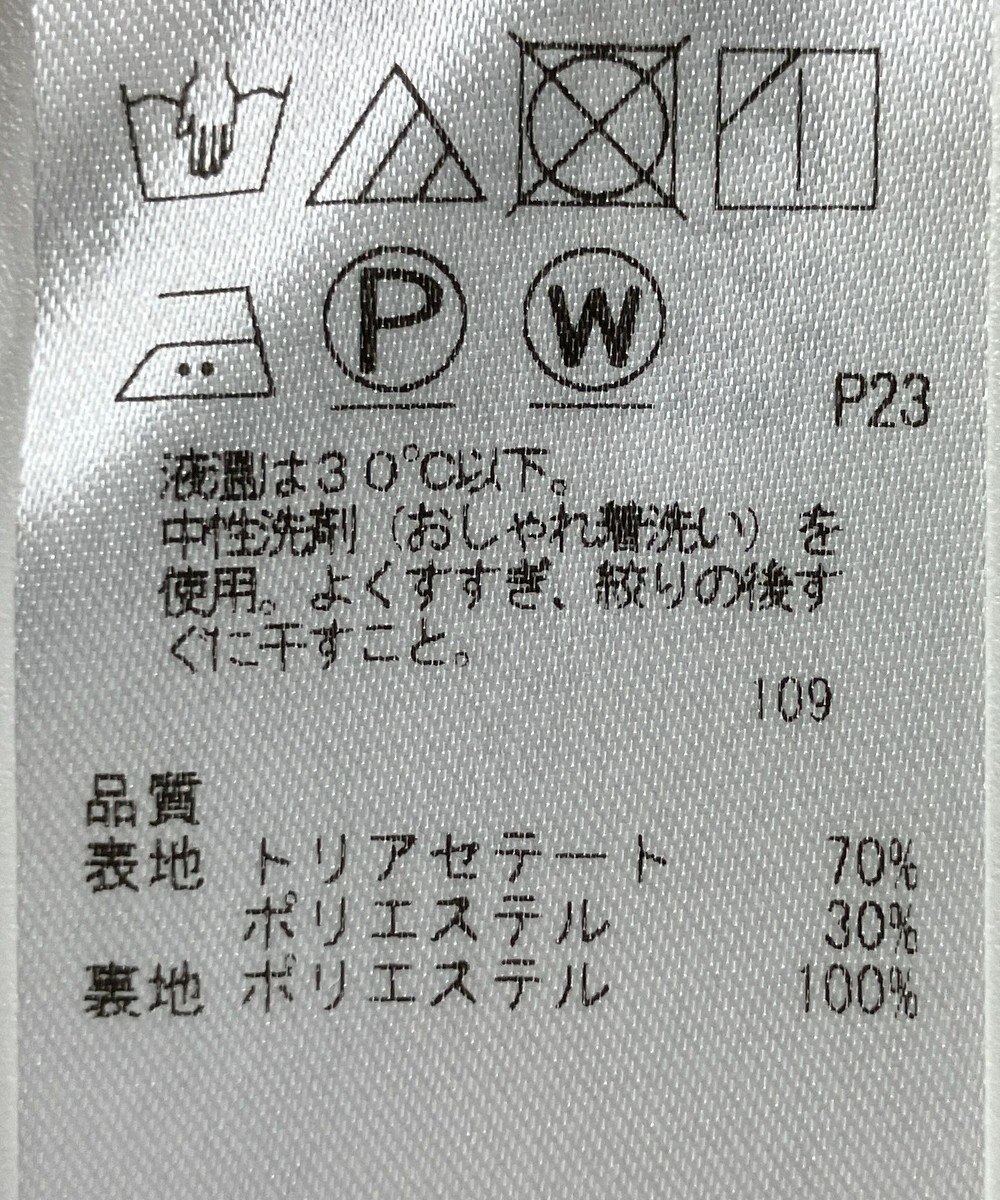 P W
P23
液温は30℃以下。
中性洗剤(おしゃれ着洗い)を
使用。よくすすぎ、絞りの後す
ぐに干すこと。
109
品質
表地 トリアセテート 70%
ポリエステル 30%
裏地 ポリエステル 100%